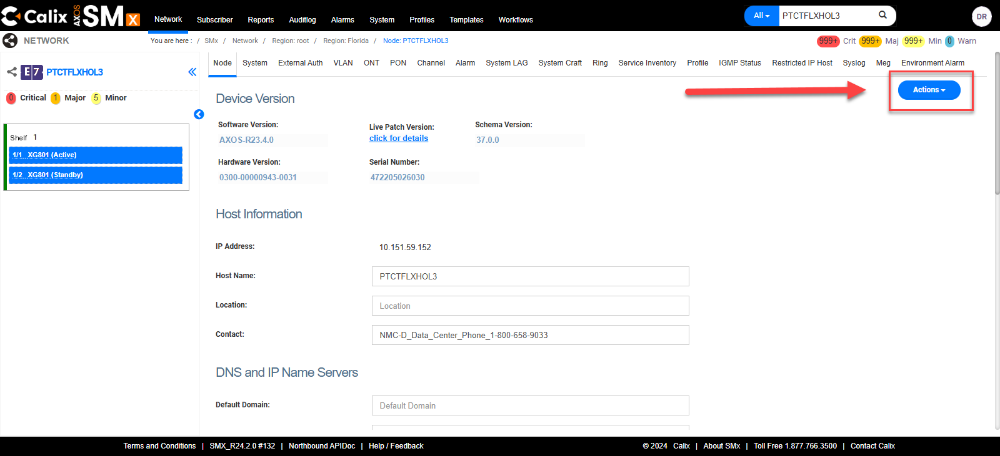 Calix AXOS SMx
Network Subscriber Reports Auditlog Alarms System Profiles Templates Workflows
All PTCTFLXHOL3
DR
NETWORK
You are here : / SMx / Network / Region: root / Region: Florida / Node: PTCTFLXHOL3
999+ Crit 999+ Maj 999+ Min 0 Warn
E7 PTCTFLXHOL3
0 Critical 1 Major 5 Minor
Shelf 1
1/1 XG801 (Active)
1/2 XG801 (Standby)
Node System External Auth VLAN ONT PON Channel Alarm System LAG System Craft Ring Service Inventory Profile IGMP Status Restricted IP Host Syslog Meg Environment Alarm
Actions
Device Version
Software Version: Live Patch Version: Schema Version:
AXOS-R23.4.0 click for details 37.0.0
Hardware Version: Serial Number:
0300-00000943-0031 472205026030
Host Information
IP Address: 10.151.59.152
Host Name: PTCTFLXHOL3
Location: Location
Contact: NMC-D_Data_Center_Phone_1-800-658-9033
DNS and IP Name Servers
Default Domain: Default Domain
Terms and Conditions | SMX_R24.2.0 #132 | Northbound APIDoc | Help / Feedback
© 2024 Calix | About SMx | Toll Free 1.877.766.3500 | Contact Calix